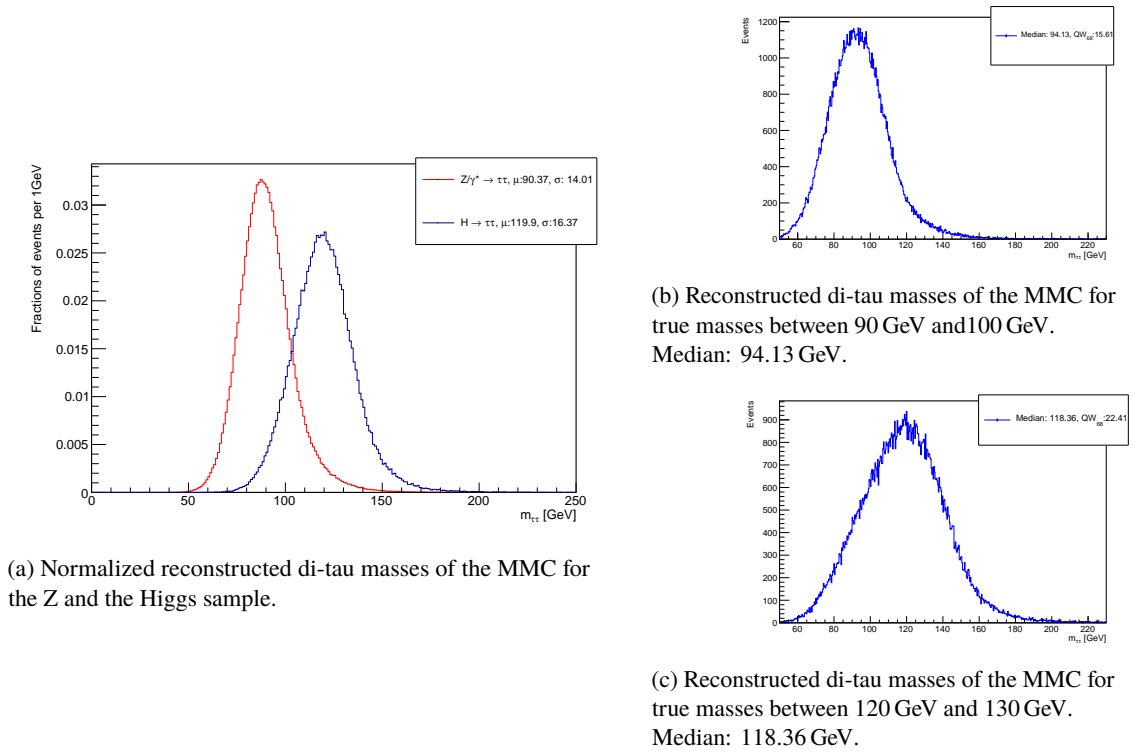 Fractions of events per 1GeV
0.03
0.025
0.02
0.015
0.01
0.005
0
0 50 100 150 200 250
m_ττ [GeV]
Z/γ* → ττ, μ:90.37, σ: 14.01
H → ττ, μ:119.9, σ:16.37
(a) Normalized reconstructed di-tau masses of the MMC for
the Z and the Higgs sample.
Events
1200
1000
800
600
400
200
0
60 80 100 120 140 160 180 200 220
m_ττ [GeV]
Median: 94.13, QW_68:15.61
(b) Reconstructed di-tau masses of the MMC for
true masses between 90 GeV and100 GeV.
Median: 94.13 GeV.
Events
900
800
700
600
500
400
300
200
100
0
60 80 100 120 140 160 180 200 220
m_ττ [GeV]
Median: 118.36, QW_68:22.41
(c) Reconstructed di-tau masses of the MMC for
true masses between 120 GeV and 130 GeV.
Median: 118.36 GeV.